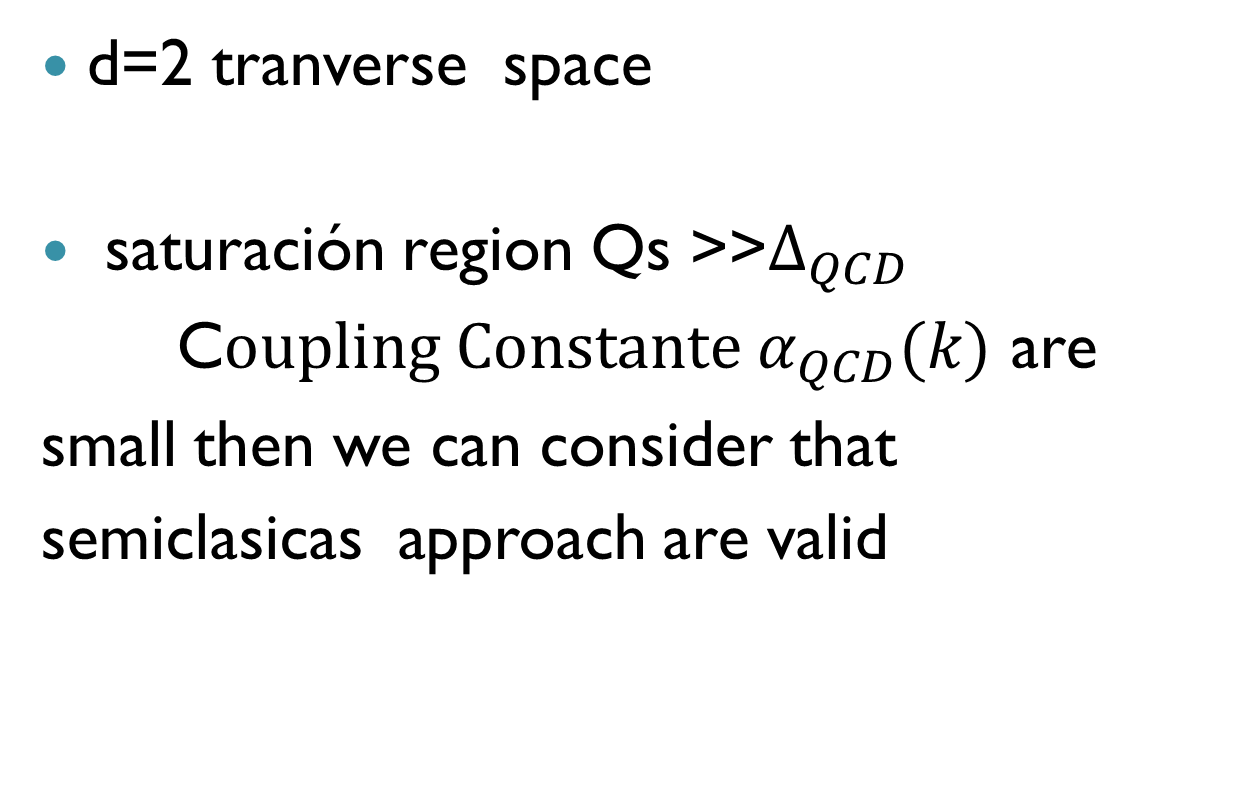 • d=2 tranverse space
• saturación region Qs >>Δ_QCD
Coupling Constante α_QCD(k) are
small then we can consider that
semiclasicas approach are valid